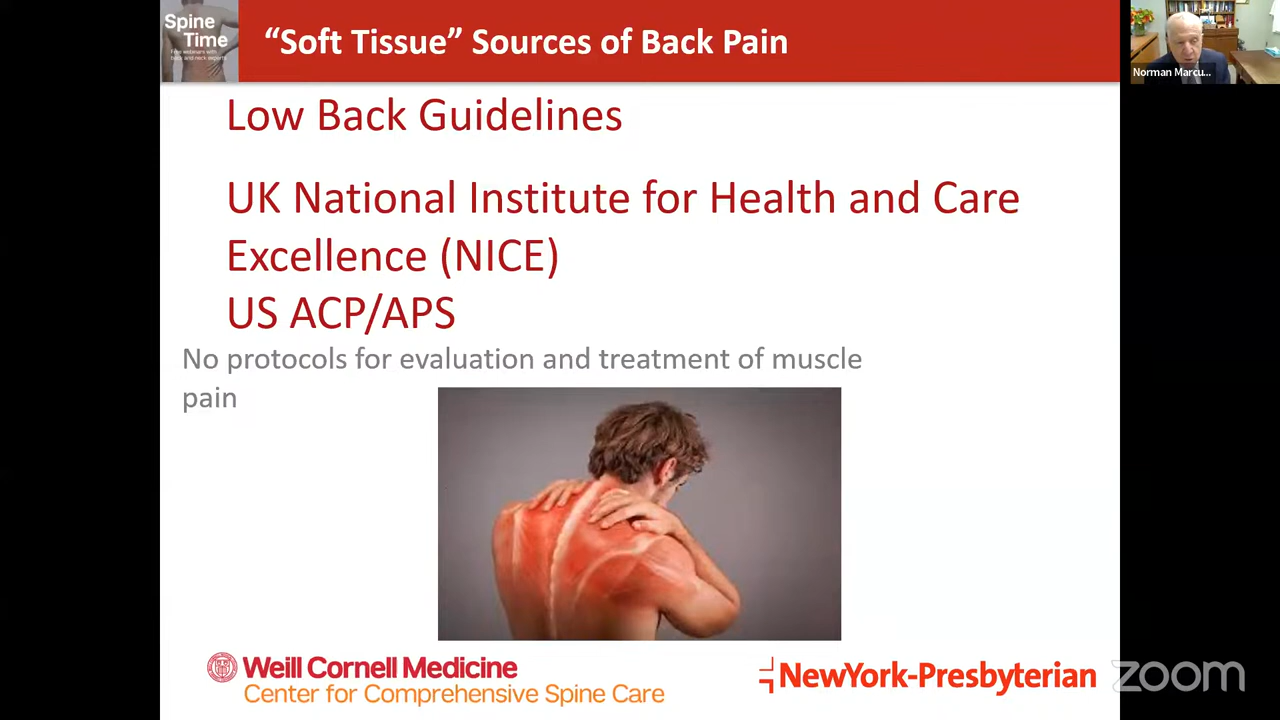 Spine
Time
Free webinars with
back and neck experts
“Soft Tissue” Sources of Back Pain
Norman Marcu...
Low Back Guidelines
UK National Institute for Health and Care
Excellence (NICE)
US ACP/APS
No protocols for evaluation and treatment of muscle
pain
Weill Cornell Medicine
Center for Comprehensive Spine Care
NewYork-Presbyterian
zoom